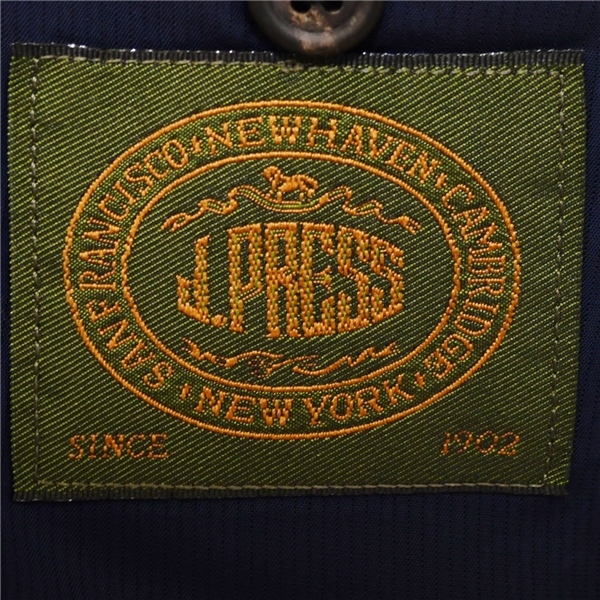 SAN FRANCISCO • NEW HAVEN • CAMBRIDGE • NEW YORK •
J. PRESS
SINCE 1902